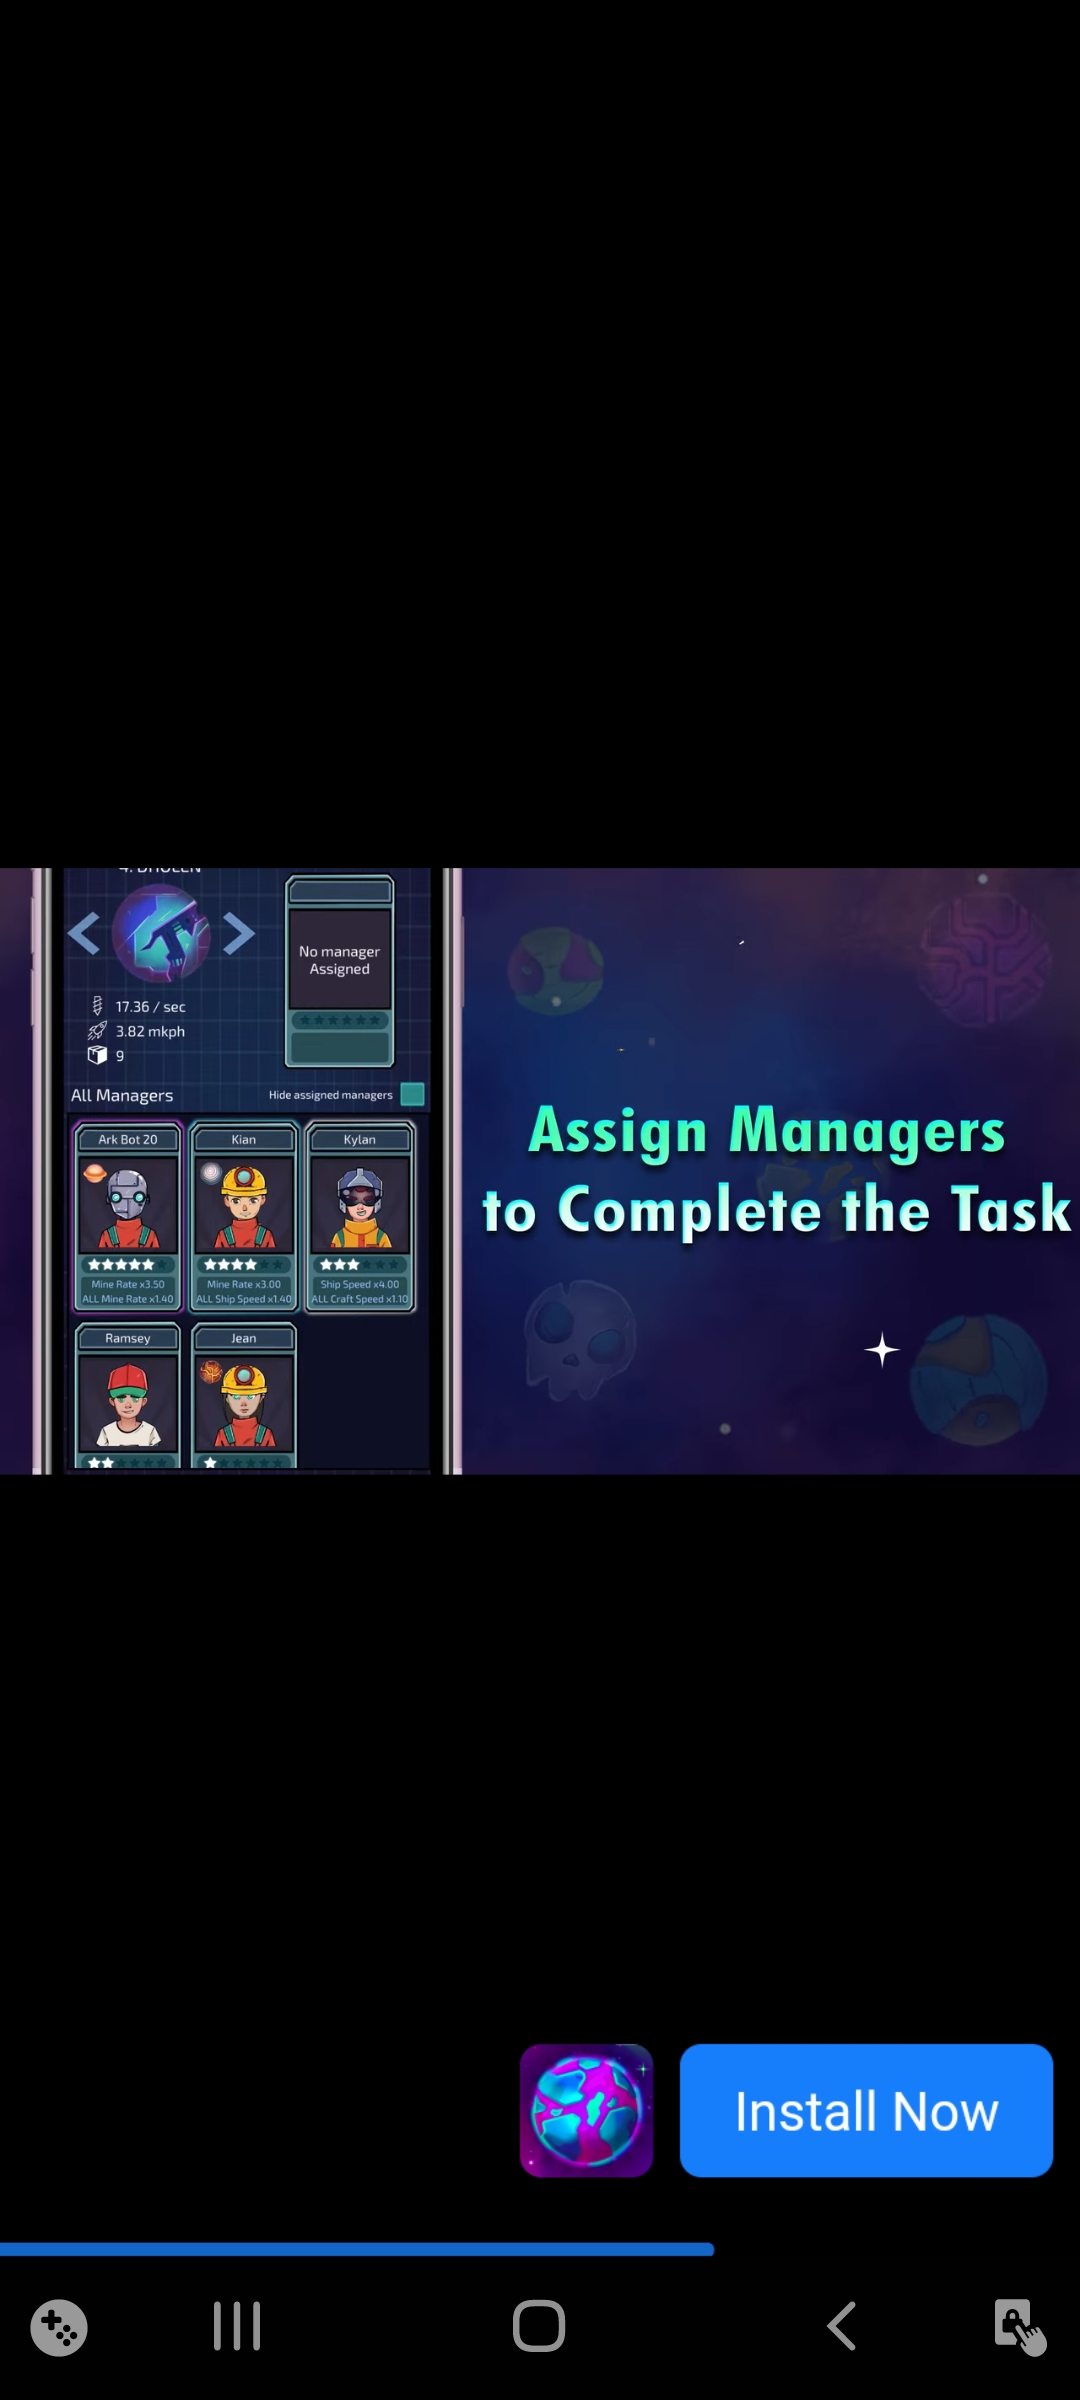 17.36 / sec
3.82 mkph
9
No manager
Assigned
All Managers
Hide assigned managers
Ark Bot 20
Mine Rate x3.50
ALL Mine Rate x1.40
Kian
Mine Rate x3.00
ALL Ship Speed x1.40
Kylan
Ship Speed x4.00
ALL Craft Speed x1.10
Ramsey
Jean
Assign Managers
to Complete the Task
Install Now